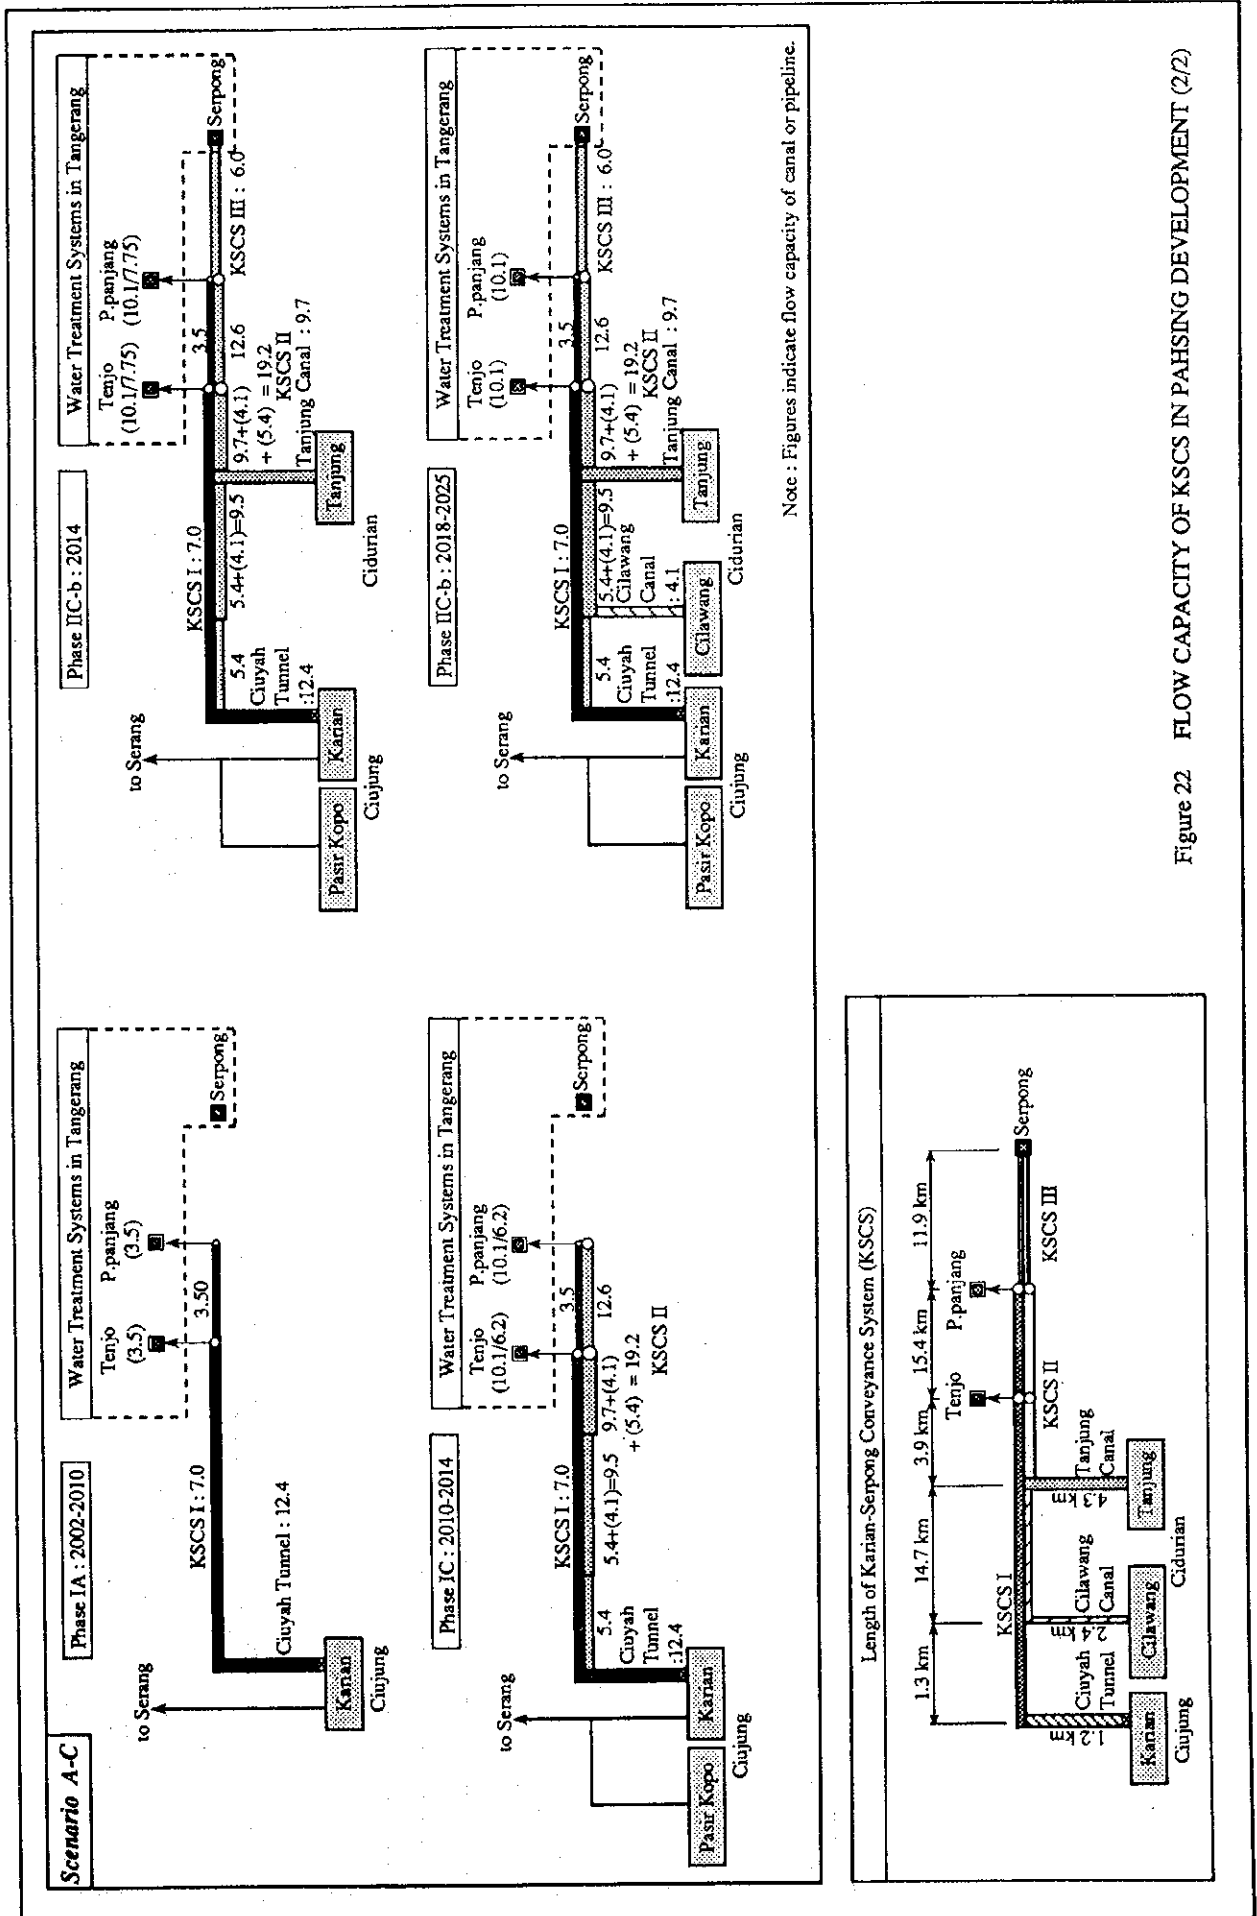 Scenario A-C
Phase IA : 2002-2010
Water Treatment Systems in Tangerang
Tenjo
(3.5)
P.panjang
(3.5)
Serpong
to Serang
KSCS I : 7.0
3.50
Ciuyah Tunnel : 12.4
Karian
Ciujung
Phase IIC-b : 2014
Water Treatment Systems in Tangerang
Tenjo
(10.1/7.75)
P.panjang
(10.1/7.75)
Serpong
to Serang
KSCS I : 7.0
3.5
5.4
5.4+(4.1)=9.5
9.7+(4.1)
+ (5.4) = 19.2
KSCS II
12.6
KSCS III : 6.0
Ciuyah
Tunnel
:12.4
Tanjung Canal : 9.7
Pasir Kopo
Karian
Tanjung
Ciujung
Cidurian
Phase IC : 2010-2014
Water Treatment Systems in Tangerang
Tenjo
(10.1/6.2)
P.panjang
(10.1/6.2)
Serpong
to Serang
KSCS I : 7.0
3.5
5.4
5.4+(4.1)=9.5
9.7+(4.1)
+ (5.4) = 19.2
KSCS II
12.6
Ciuyah
Tunnel
:12.4
Pasir Kopo
Karian
Ciujung
Phase IIC-b : 2018-2025
Water Treatment Systems in Tangerang
Tenjo
(10.1)
P.panjang
(10.1)
Serpong
to Serang
KSCS I : 7.0
3.5
5.4
5.4+(4.1)=9.5
9.7+(4.1)
+ (5.4) = 19.2
KSCS II
12.6
KSCS III : 6.0
Ciuyah
Tunnel
:12.4
Cilawang
Canal
: 4.1
Tanjung Canal : 9.7
Pasir Kopo
Karian
Cilawang
Tanjung
Ciujung
Cidurian
Note : Figures indicate flow capacity of canal or pipeline.
Length of Karian-Serpong Conveyance System (KSCS)
1.3 km
14.7 km
3.9 km
15.4 km
11.9 km
KSCS I
Tenjo
P.panjang
Serpong
KSCS II
KSCS III
1.2 km
Ciuyah
Tunnel
2.4 km
Cilawang
Canal
4.3 km
Tanjung
Canal
Karian
Cilawang
Tanjung
Ciujung
Cidurian
Figure 22 FLOW CAPACITY OF KSCS IN PAHSING DEVELOPMENT (2/2)